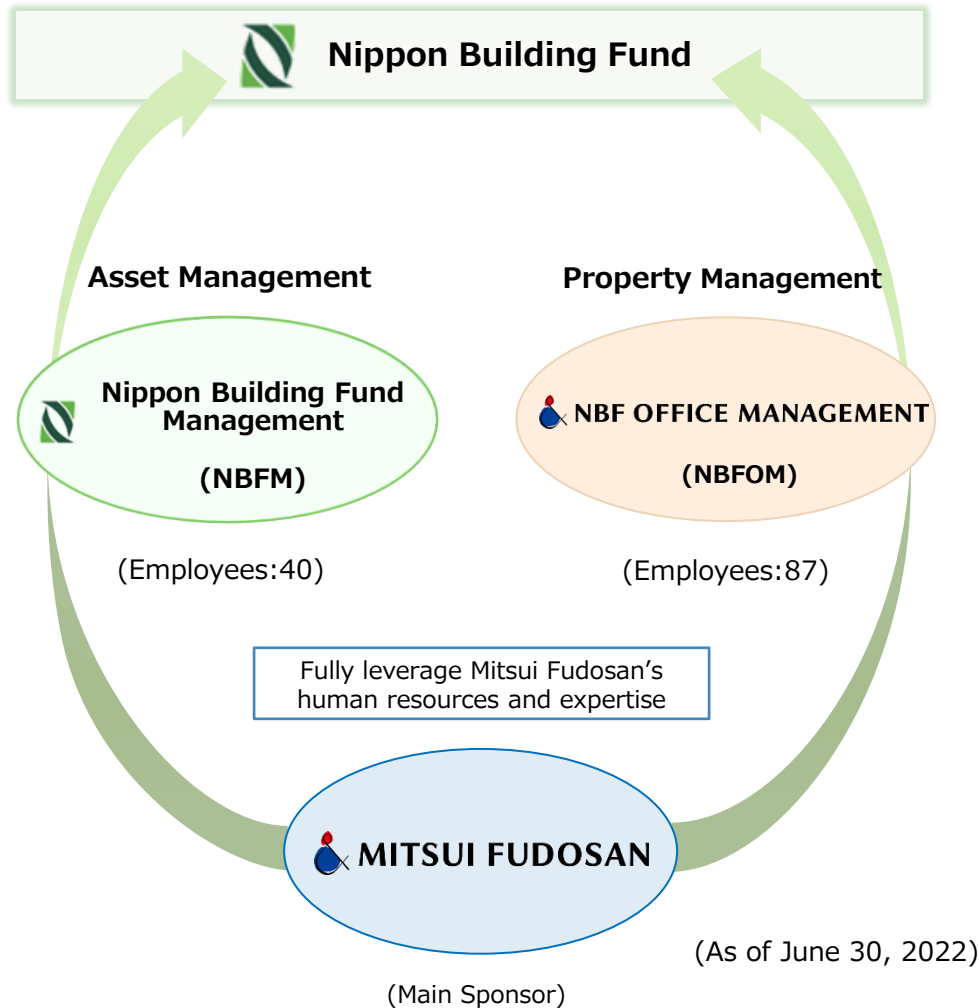 Nippon Building Fund
Asset Management
Property Management
Nippon Building Fund
Management
(NBFM)
NBF OFFICE MANAGEMENT
(NBFOM)
(Employees:40)
(Employees:87)
Fully leverage Mitsui Fudosan’s
human resources and expertise
MITSUI FUDOSAN
(As of June 30, 2022)
(Main Sponsor)